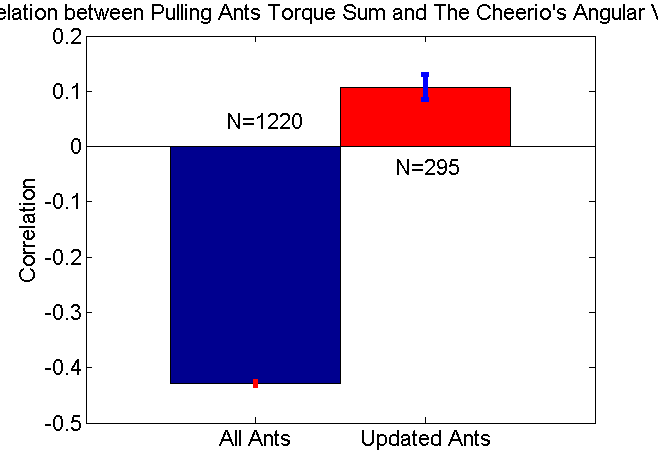 elation between Pulling Ants Torque Sum and The Cheerio's Angular V
0.2
0.1
0
-0.1
-0.2
-0.3
-0.4
-0.5
Correlation
N=1220
N=295
All Ants
Updated Ants